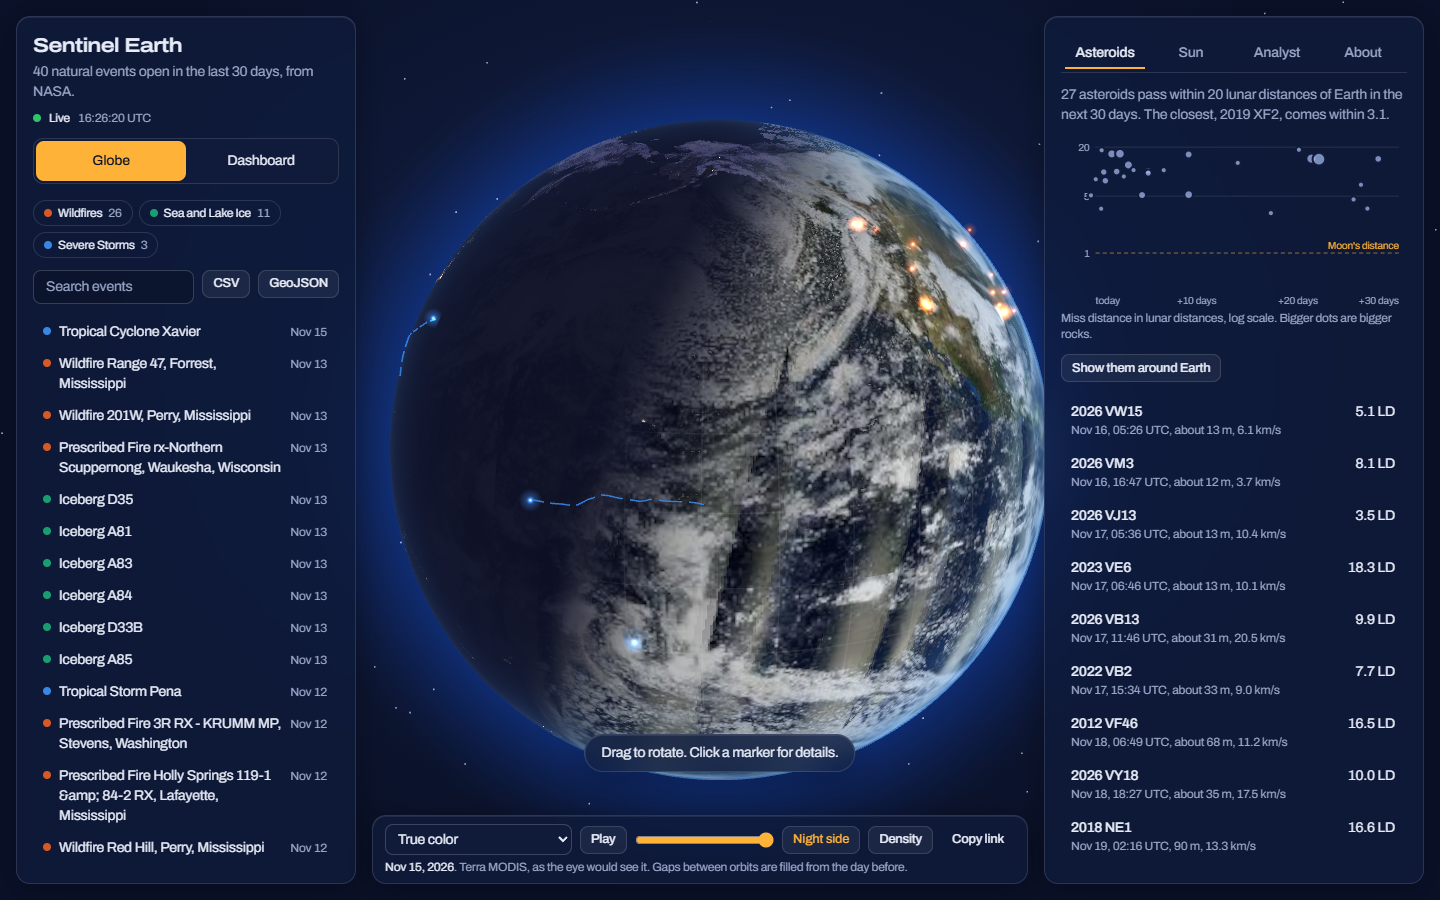 Sentinel Earth
40 natural events open in the last 30 days, from
NASA.
Live 16:26:20 UTC
Globe
Dashboard
Wildfires 26
Sea and Lake Ice 11
Severe Storms 3
Search events
CSV
GeoJSON
Tropical Cyclone Xavier Nov 15
Wildfire Range 47, Forrest, Nov 13
Mississippi
Wildfire 201W, Perry, Mississippi Nov 13
Prescribed Fire rx-Northern Nov 13
Scuppernong, Waukesha, Wisconsin
Iceberg D35 Nov 13
Iceberg A81 Nov 13
Iceberg A83 Nov 13
Iceberg A84 Nov 13
Iceberg D33B Nov 13
Iceberg A85 Nov 13
Tropical Storm Pena Nov 12
Prescribed Fire 3R RX - KRUMM MP, Nov 12
Stevens, Washington
Prescribed Fire Holly Springs 119-1 Nov 12
&amp; 84-2 RX, Lafayette,
Mississippi
Wildfire Red Hill, Perry, Mississippi Nov 12
Drag to rotate. Click a marker for details.
True color
Play
Night side
Density
Copy link
Nov 15, 2026. Terra MODIS, as the eye would see it. Gaps between orbits are filled from the day before.
Asteroids
Sun
Analyst
About
27 asteroids pass within 20 lunar distances of Earth in the
next 30 days. The closest, 2019 XF2, comes within 3.1.
20
5
Moon's distance
1
today
+10 days
+20 days
+30 days
Miss distance in lunar distances, log scale. Bigger dots are bigger
rocks.
Show them around Earth
2026 VW15 5.1 LD
Nov 16, 05:26 UTC, about 13 m, 6.1 km/s
2026 VM3 8.1 LD
Nov 16, 16:47 UTC, about 12 m, 3.7 km/s
2026 VJ13 3.5 LD
Nov 17, 05:36 UTC, about 13 m, 10.4 km/s
2023 VE6 18.3 LD
Nov 17, 06:46 UTC, about 13 m, 10.1 km/s
2026 VB13 9.9 LD
Nov 17, 11:46 UTC, about 31 m, 20.5 km/s
2022 VB2 7.7 LD
Nov 17, 15:34 UTC, about 33 m, 9.0 km/s
2012 VF46 16.5 LD
Nov 18, 06:49 UTC, about 68 m, 11.2 km/s
2026 VY18 10.0 LD
Nov 18, 18:27 UTC, about 35 m, 17.5 km/s
2018 NE1 16.6 LD
Nov 19, 02:16 UTC, 90 m, 13.3 km/s